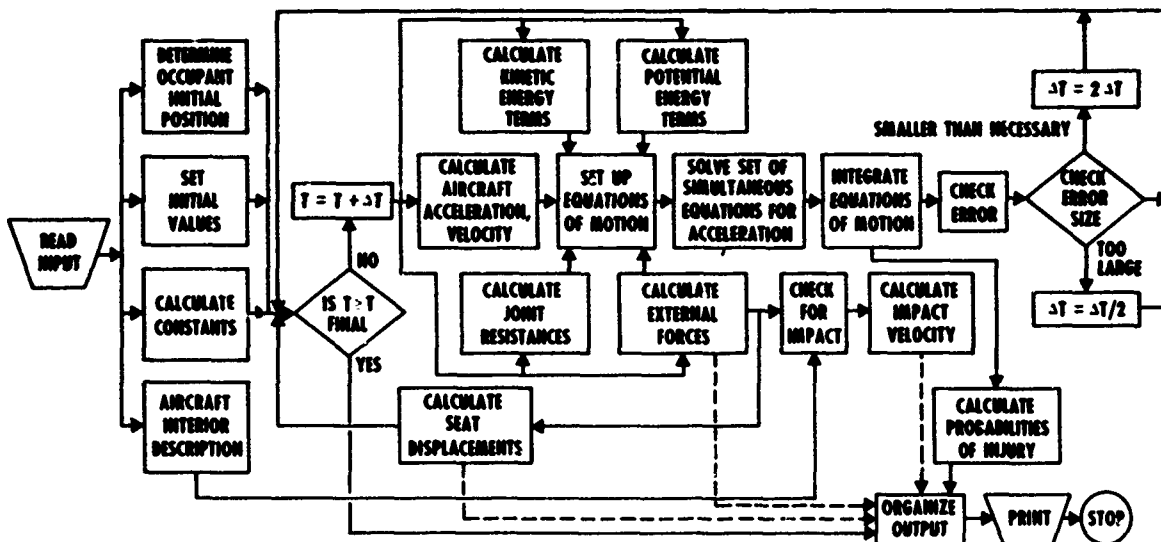 READ
INPUT
DETERMINE
OCCUPANT
INITIAL
POSITION
SET
INITIAL
VALUES
CALCULATE
CONSTANTS
AIRCRAFT
INTERIOR
DESCRIPTION
T = T + ΔT
NO
IS T ≥ T
FINAL
YES
CALCULATE
KINETIC
ENERGY
TERMS
CALCULATE
POTENTIAL
ENERGY
TERMS
CALCULATE
AIRCRAFT
ACCELERATION,
VELOCITY
SET UP
EQUATIONS
OF MOTION
SOLVE SET OF
SIMULTANEOUS
EQUATIONS FOR
ACCELERATION
INTEGRATE
EQUATIONS
OF MOTION
CHECK
ERROR
CHECK
ERROR
SIZE
SMALLER THAN NECESSARY
ΔT = 2 ΔT
TOO
LARGE
ΔT = ΔT/2
CALCULATE
JOINT
RESISTANCES
CALCULATE
EXTERNAL
FORCES
CHECK
FOR
IMPACT
CALCULATE
IMPACT
VELOCITY
CALCULATE
SEAT
DISPLACEMENTS
CALCULATE
PROBABILITIES
OF INJURY
ORGANIZE
OUTPUT
PRINT
STOP